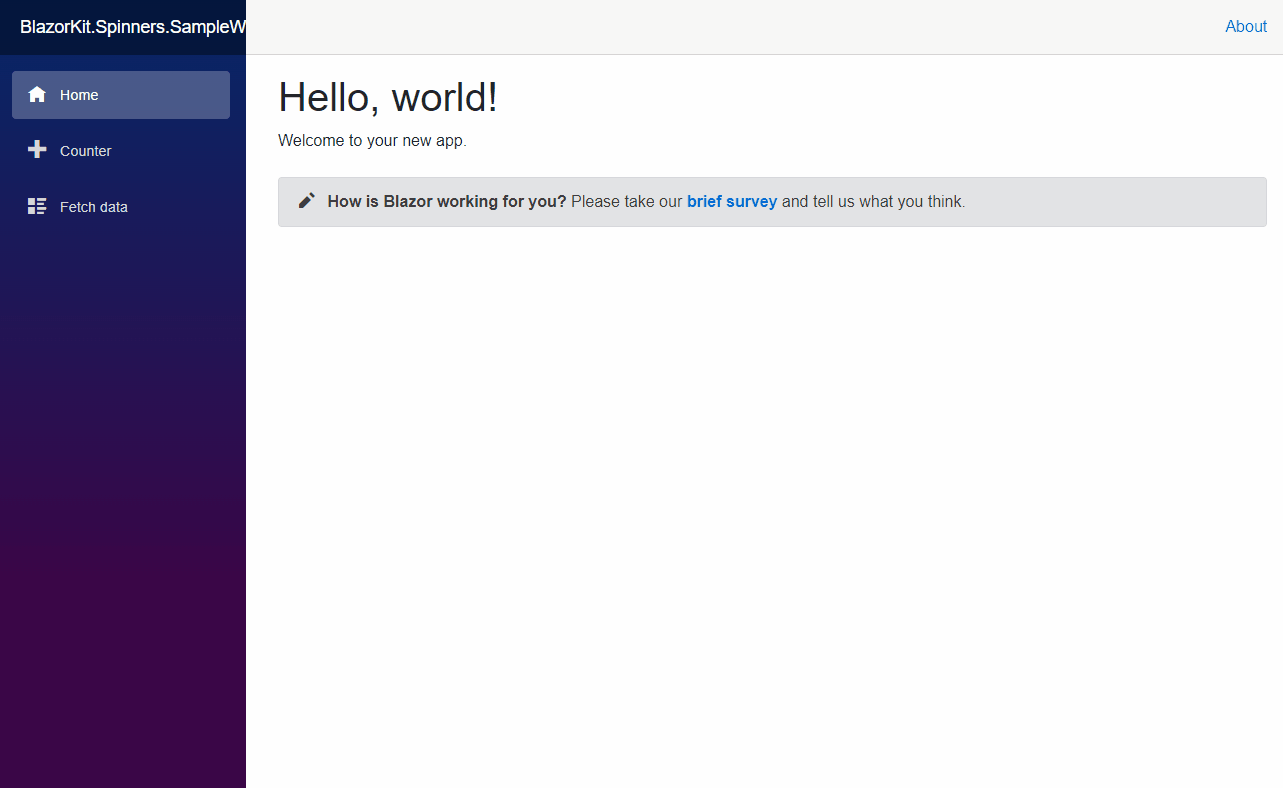 BlazorKit.Spinners.SampleW
About
Home
Counter
Fetch data
Hello, world!
Welcome to your new app.
How is Blazor working for you? Please take our brief survey and tell us what you think.